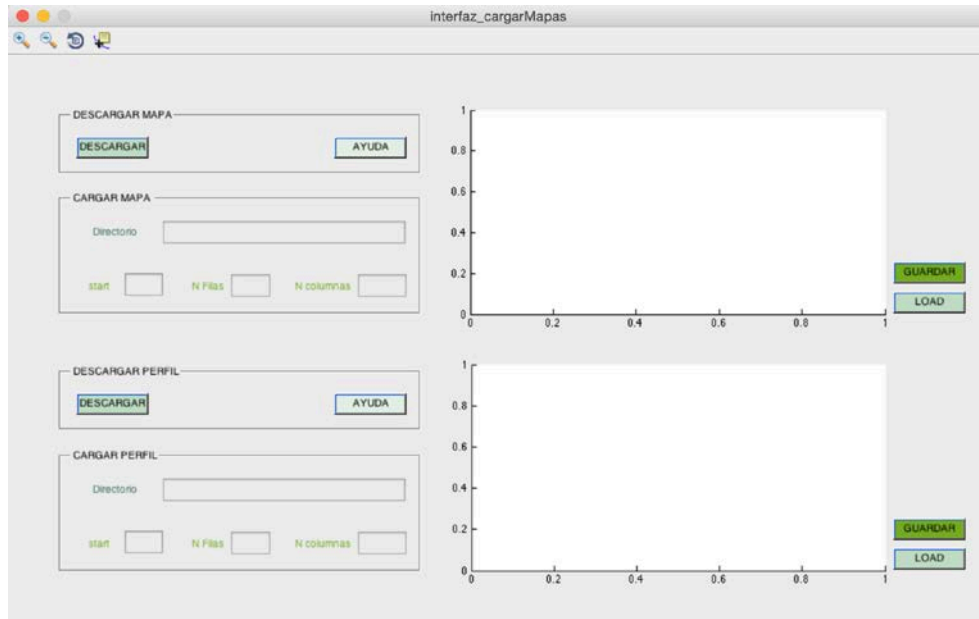 interfaz_cargarMapas
DESCARGAR MAPA
DESCARGAR
AYUDA
CARGAR MAPA
Directorio
start
N Filas
N columnas
1
0.8
0.6
0.4
0.2
0
0 0.2 0.4 0.6 0.8 1
GUARDAR
LOAD
DESCARGAR PERFIL
DESCARGAR
AYUDA
CARGAR PERFIL
Directorio
start
N Filas
N columnas
1
0.8
0.6
0.4
0.2
0
0 0.2 0.4 0.6 0.8 1
GUARDAR
LOAD